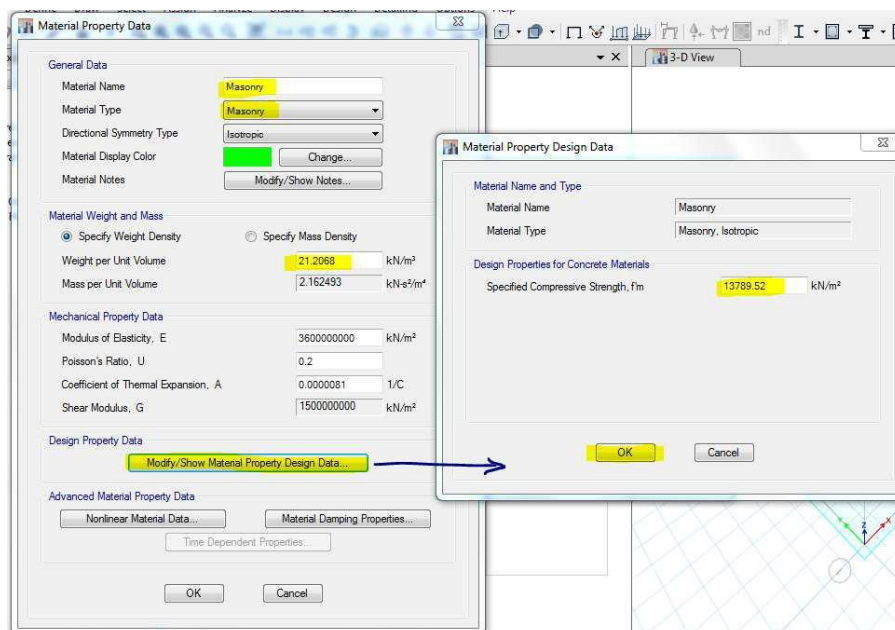 Material Property Data
General Data
Material Name Masonry
Material Type Masonry
Directional Symmetry Type Isotropic
Material Display Color Change...
Material Notes Modify/Show Notes...
Material Weight and Mass
Specify Weight Density Specify Mass Density
Weight per Unit Volume 21.2068 kN/m³
Mass per Unit Volume 2.162493 kN-s²/m⁴
Mechanical Property Data
Modulus of Elasticity, E 3600000000 kN/m²
Poisson's Ratio, U 0.2
Coefficient of Thermal Expansion, A 0.0000081 1/C
Shear Modulus, G 1500000000 kN/m²
Design Property Data
Modify/Show Material Property Design Data...
Advanced Material Property Data
Nonlinear Material Data... Material Damping Properties...
Time Dependent Properties...
OK Cancel
nd
3-D View
Material Property Design Data
Material Name and Type
Material Name Masonry
Material Type Masonry, Isotropic
Design Properties for Concrete Materials
Specified Compressive Strength, f'm 13789.52 kN/m²
OK Cancel
Z
Y
X